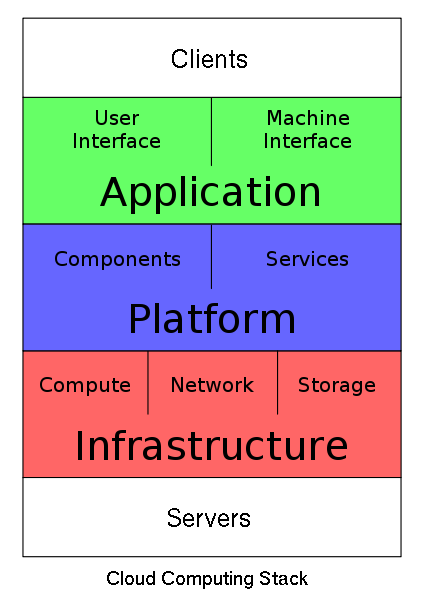 Clients
User
Interface
Machine
Interface
Application
Components
Services
Platform
Compute
Network
Storage
Infrastructure
Servers
Cloud Computing Stack